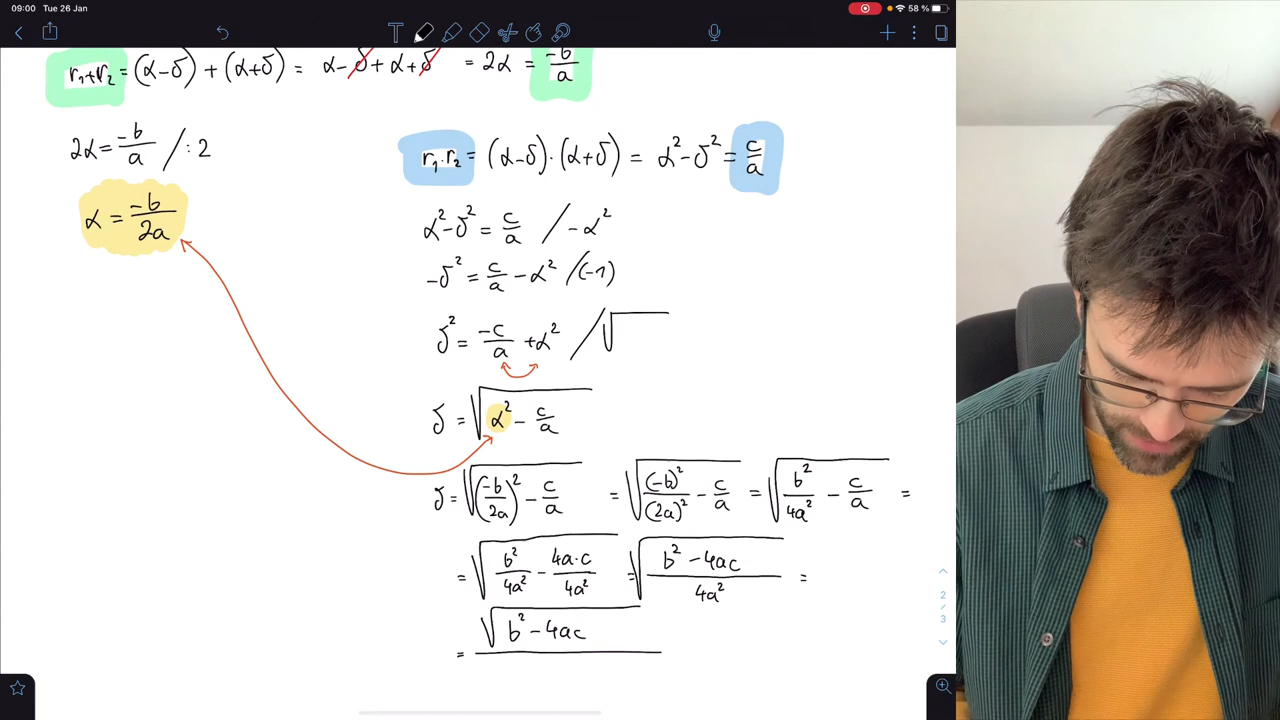 09:00 Tue 26 Jan
58 %
T
r₁+r₂ = (α-δ) + (α+δ) = α-δ+α+δ = 2α = -b/a
2α = -b/a /:2
α = -b/2a
r₁·r₂ = (α-δ)·(α+δ) = α²-δ² = c/a
α²-δ² = c/a /-α²
-δ² = c/a - α² /(-1)
δ² = -c/a + α² /√
δ = √(α² - c/a)
δ = √((-b/2a)² - c/a) = √((-b)²/(2a)² - c/a) = √(b²/4a² - c/a) =
= √(b²/4a² - 4a·c/4a²) = √((b²-4ac)/4a²) =
= √(b²-4ac)
2
/
3